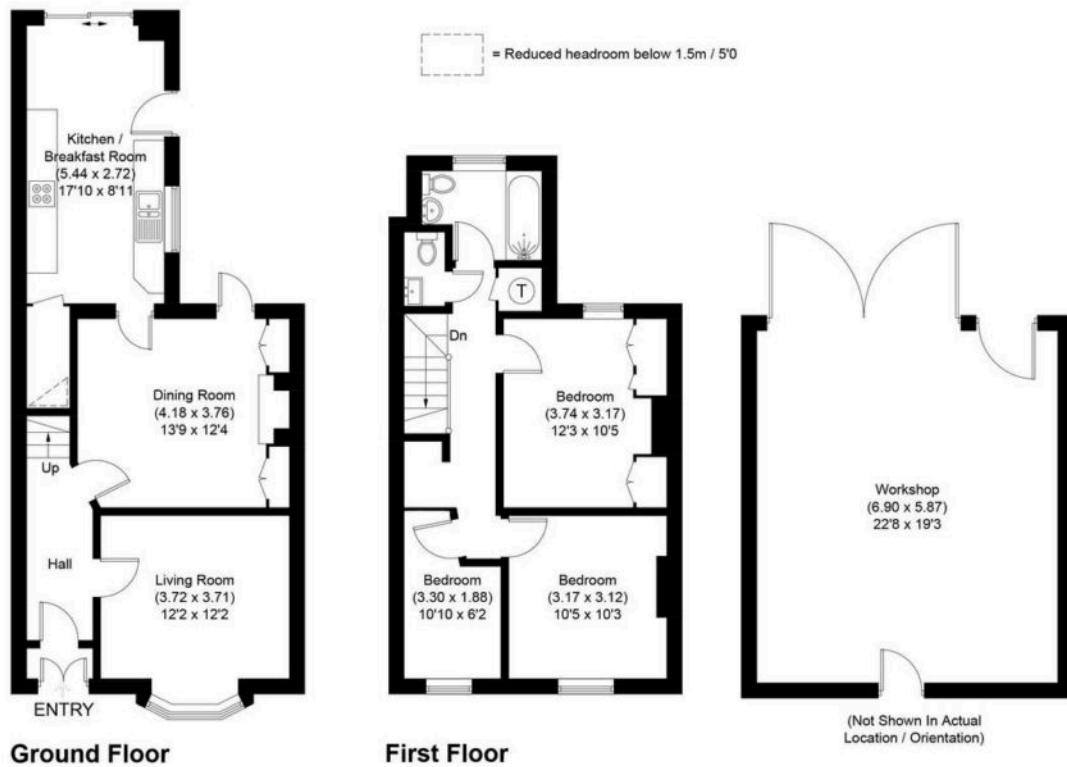 = Reduced headroom below 1.5m / 5'0
Kitchen /
Breakfast Room
(5.44 x 2.72)
17'10 x 8'11
Dining Room
(4.18 x 3.76)
13'9 x 12'4
Up
Hall
Living Room
(3.72 x 3.71)
12'2 x 12'2
ENTRY
Ground Floor
T
Dn
Bedroom
(3.74 x 3.17)
12'3 x 10'5
Bedroom
(3.30 x 1.88)
10'10 x 6'2
Bedroom
(3.17 x 3.12)
10'5 x 10'3
First Floor
Workshop
(6.90 x 5.87)
22'8 x 19'3
(Not Shown In Actual
Location / Orientation)